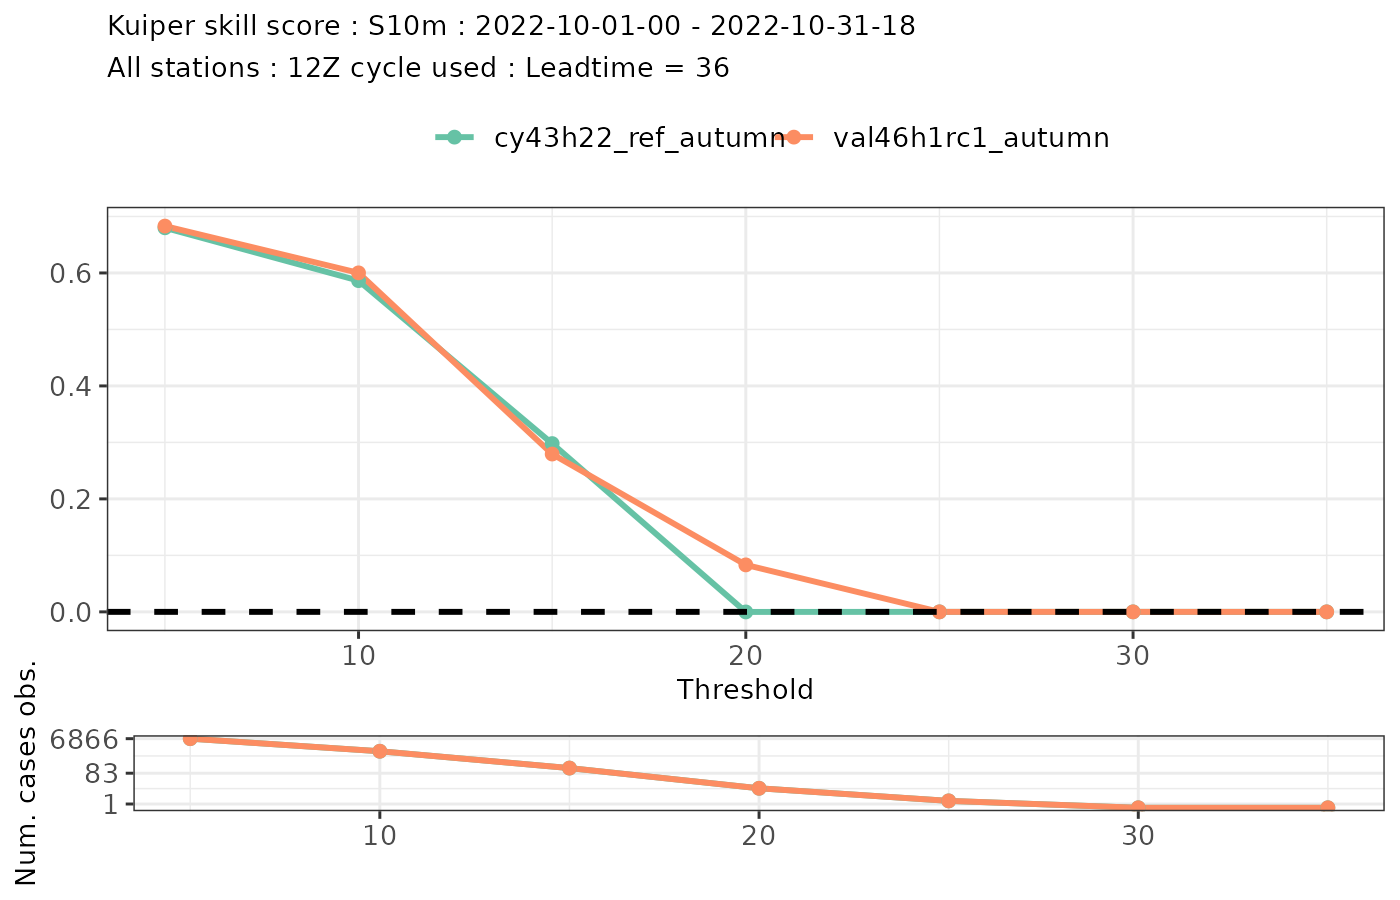 Kuiper skill score : S10m : 2022-10-01-00 - 2022-10-31-18
All stations : 12Z cycle used : Leadtime = 36
cy43h22_ref_autumn val46h1rc1_autumn
0.6
0.4
0.2
0.0
10 20 30
Threshold
Num. cases obs.
6866
83
1
10 20 30